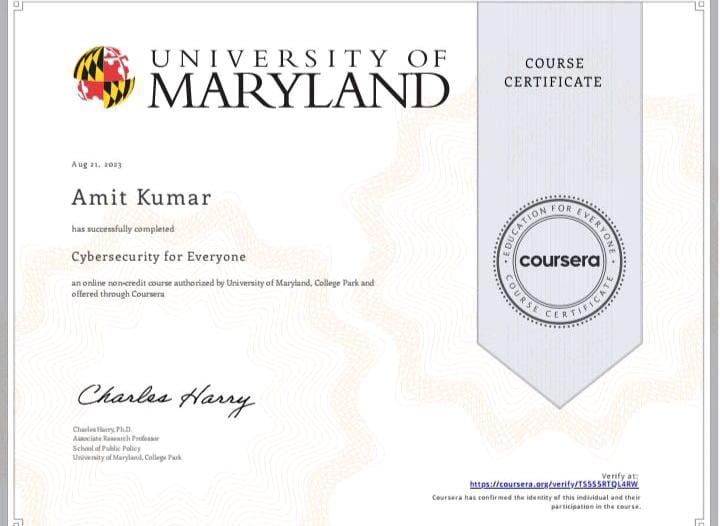 UNIVERSITY OF
MARYLAND
COURSE
CERTIFICATE
Aug 21, 2023
Amit Kumar
has successfully completed
Cybersecurity for Everyone
an online non-credit course authorized by University of Maryland, College Park and
offered through Coursera
EDUCATION FOR EVERYONE
coursera
COURSE CERTIFICATE
Charles Harry
Charles Harry, Ph.D.
Associate Research Professor
School of Public Policy
University of Maryland, College Park
Verify at:
https://coursera.org/verify/TS5S5RTQL4RW
Coursera has confirmed the identity of this individual and their
participation in the course.